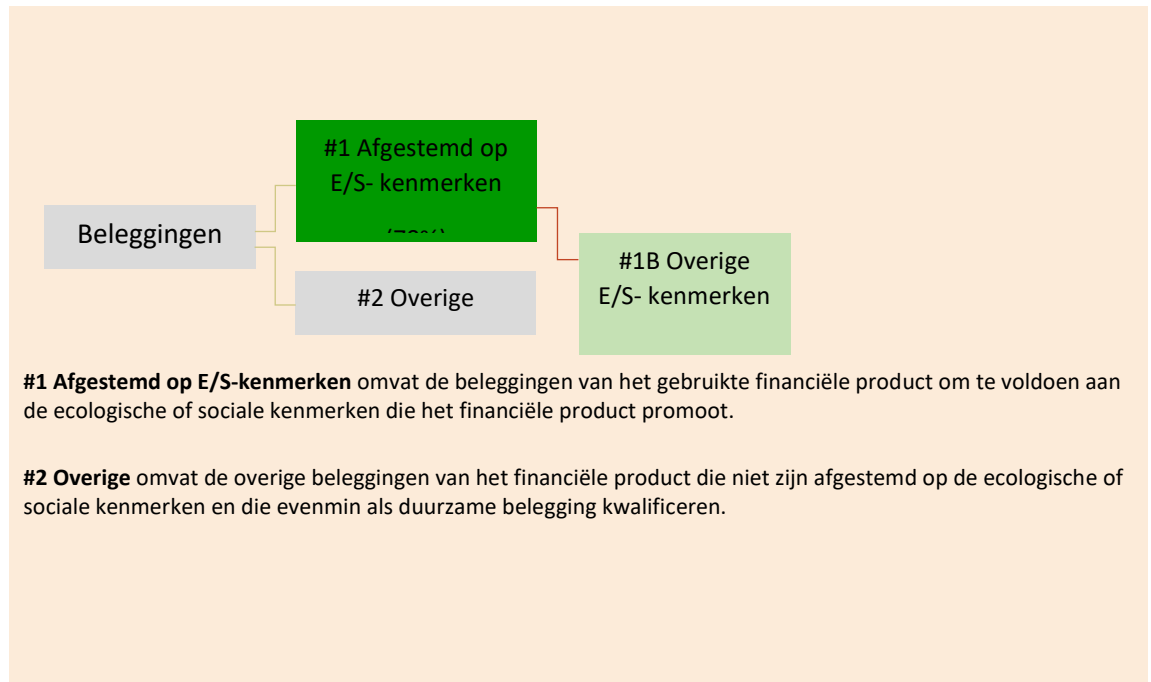 #1 Afgestemd op
E/S- kenmerken
Beleggingen
#2 Overige
#1B Overige
E/S- kenmerken
#1 Afgestemd op E/S-kenmerken omvat de beleggingen van het gebruikte financiële product om te voldoen aan
de ecologische of sociale kenmerken die het financiële product promoot.
#2 Overige omvat de overige beleggingen van het financiële product die niet zijn afgestemd op de ecologische of
sociale kenmerken en die evenmin als duurzame belegging kwalificeren.